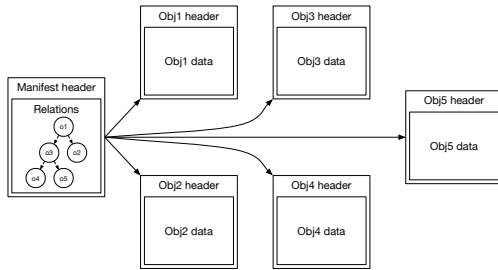 Obj1 header
Obj1 data
Obj3 header
Obj3 data
Manifest header
Relations
o1
o3
o2
o4
o5
Obj5 header
Obj5 data
Obj2 header
Obj2 data
Obj4 header
Obj4 data